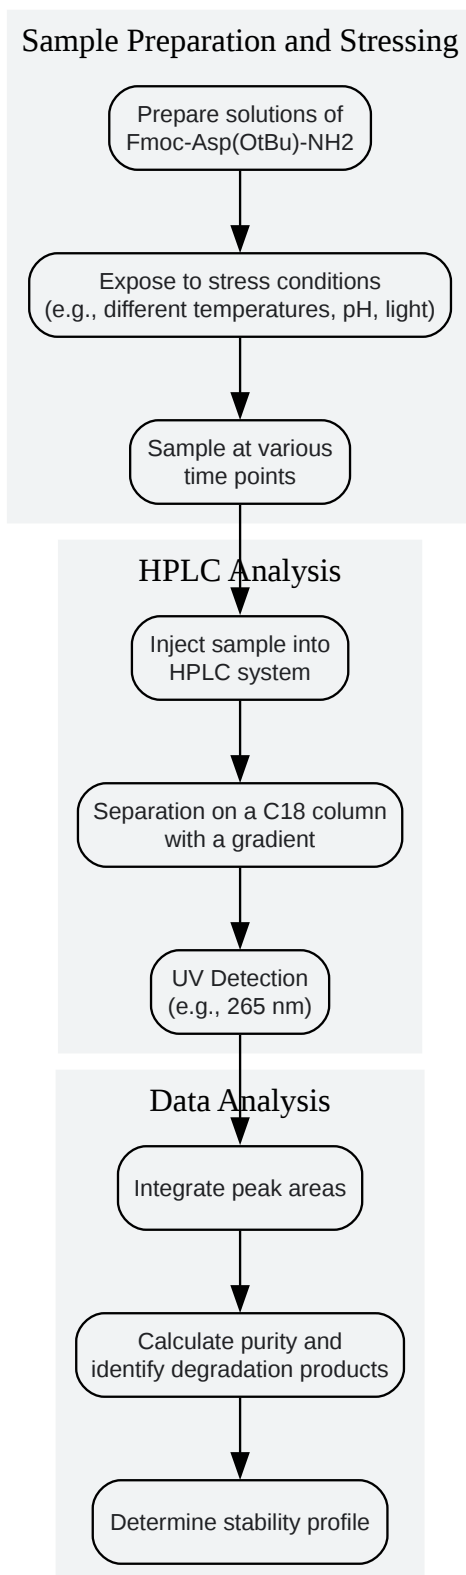 Sample Preparation and Stressing
Prepare solutions of
Fmoc-Asp(OtBu)-NH2
Expose to stress conditions
(e.g., different temperatures, pH, light)
Sample at various
time points
HPLC Analysis
Inject sample into
HPLC system
Separation on a C18 column
with a gradient
UV Detection
(e.g., 265 nm)
Data Analysis
Integrate peak areas
Calculate purity and
identify degradation products
Determine stability profile